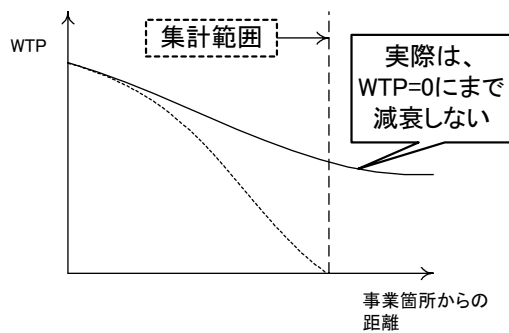 WTP
集計範囲
実際は、
WTP=0にまで
減衰しない
事業箇所からの
距離